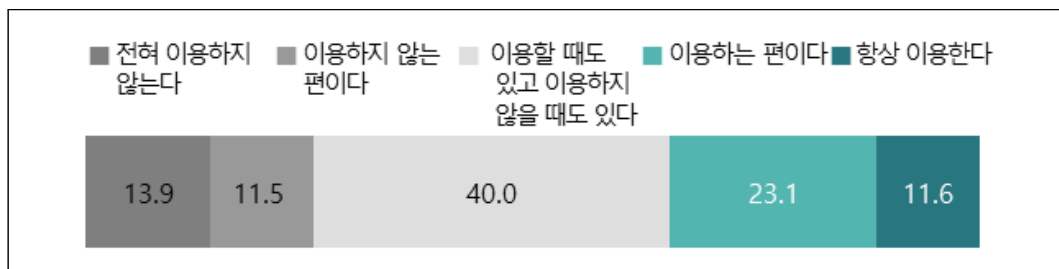 전혀 이용하지 않는다
이용하지 않는 편이다
이용할 때도 있고 이용하지 않을 때도 있다
이용하는 편이다
항상 이용한다
13.9 11.5 40.0 23.1 11.6